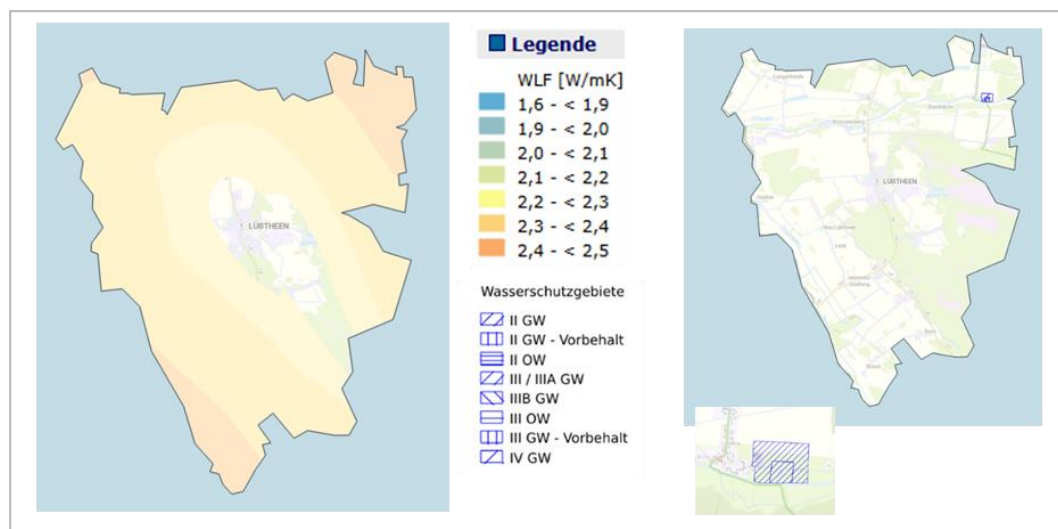 LÜBTHEEN
Legende
WLF [W/mK]
1,6 - < 1,9
1,9 - < 2,0
2,0 - < 2,1
2,1 - < 2,2
2,2 - < 2,3
2,3 - < 2,4
2,4 - < 2,5
Wasserschutzgebiete
II GW
II GW - Vorbehalt
II OW
III / IIIA GW
IIIB GW
III OW
III GW - Vorbehalt
IV GW
LÜBTHEEN